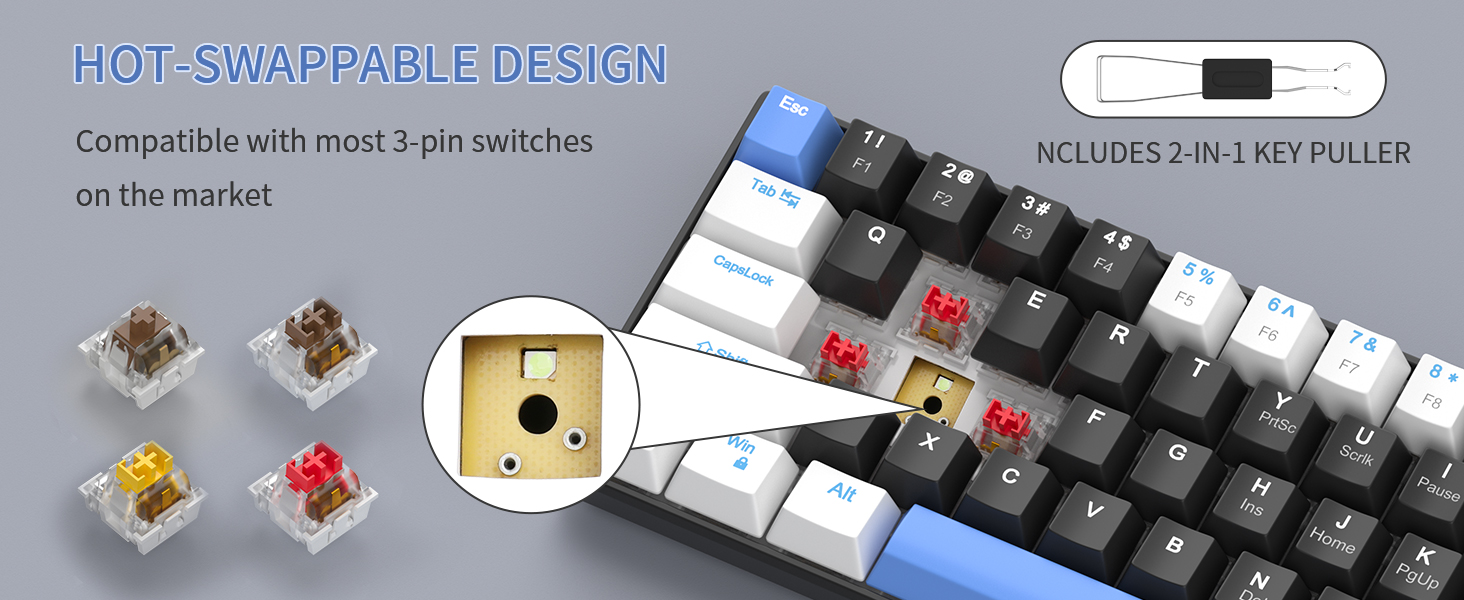 HOT-SWAPPABLE DESIGN
Compatible with most 3-pin switches
on the market
NCLUDES 2-IN-1 KEY PULLER
Esc
1 !
F1
2 @
F2
3 #
F3
4 $
F4
5 %
F5
6 ^
F6
7 &
F7
8 *
F8
Tab
Q
E
R
T
Y
PrtSc
U
Scrlk
I
Pause
CapsLock
F
G
H
Ins
J
Home
K
PgUp
Shift
X
C
V
B
N
Win
Alt